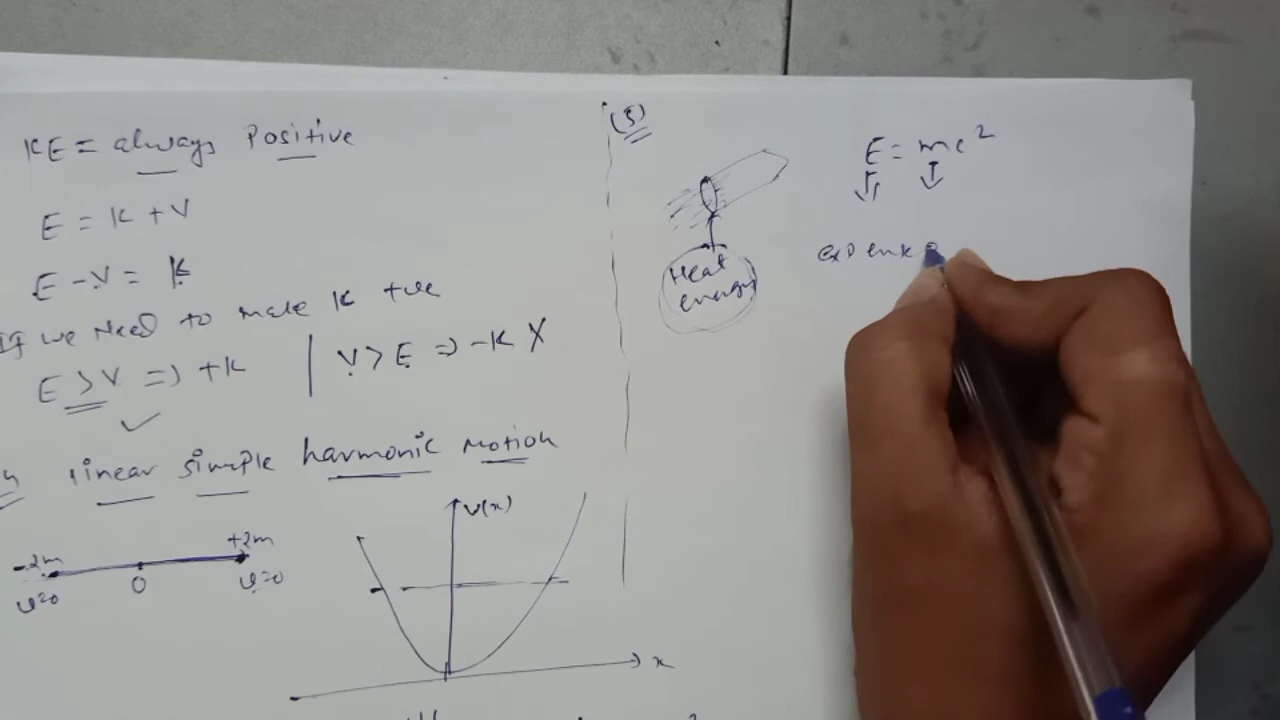 KE = always Positive
E = K + V
E - V = K
If we Need to make K +ve
E > V => +K | V > E => -K X
linear simple harmonic Motion
-2m
+2m
v=0
O
v=0
V(x)
x
(5)
Heat
energy
E = mc²